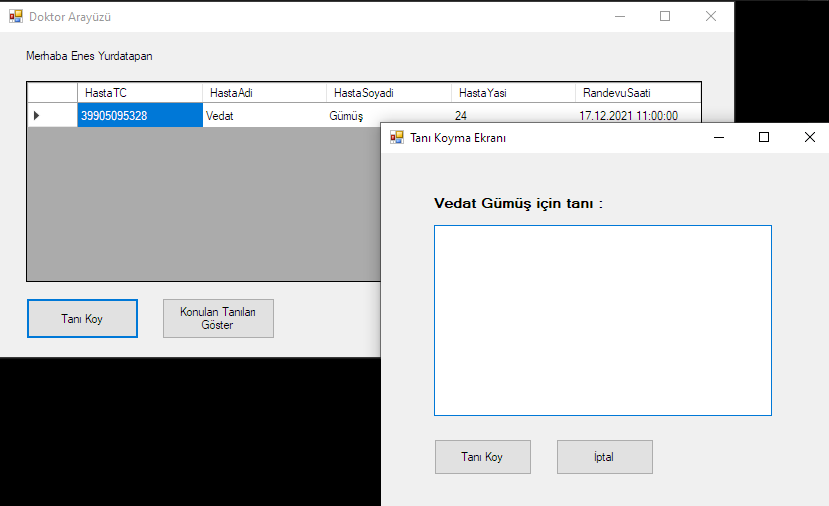 Doktor Arayüzü
Merhaba Enes Yurdatapan
HastaTC HastaAdi HastaSoyadi HastaYasi RandevuSaati
39905095328 Vedat Gümüş 24 17.12.2021 11:00:00
Tanı Koy
Konulan Tanıları
Göster
Tanı Koyma Ekranı
Vedat Gümüş için tanı :
Tanı Koy
İptal